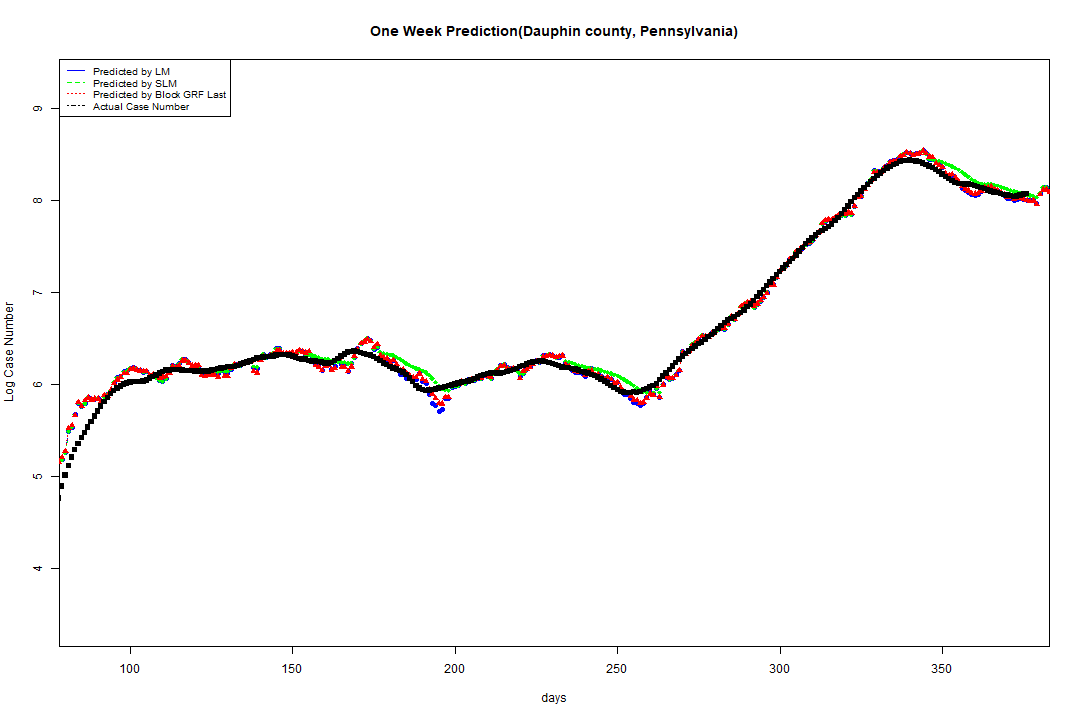 One Week Prediction(Dauphin county, Pennsylvania)
Predicted by LM
Predicted by SLM
Predicted by Block GRF Last
Actual Case Number
9
8
7
6
5
4
Log Case Number
100 150 200 250 300 350
days